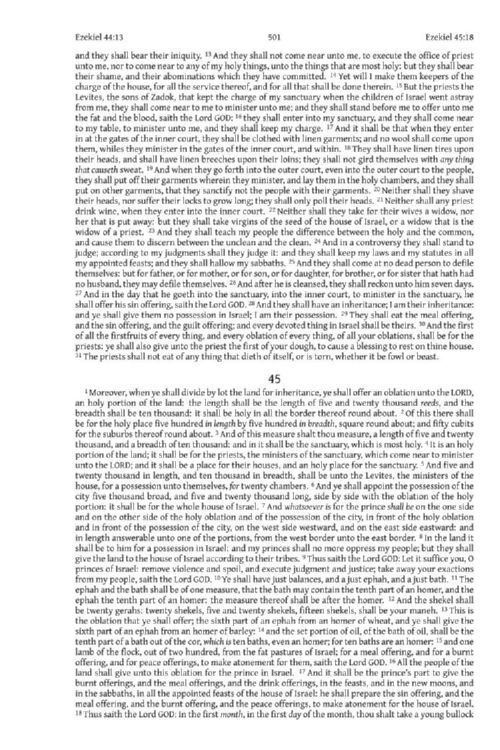 Ezekiel 44:13 501 Ezekiel 45:18
and they shall bear their iniquity. 13 And they shall not come near unto me, to execute the office of priest
unto me, nor to come near to any of my holy things, unto the things that are most holy; but they shall bear
their shame, and their abominations which they have committed. 14 Yet will I make them keepers of the
charge of the house, for all the service thereof, and for all that shall be done therein. 15 But the priests the
Levites, the sons of Zadok, that kept the charge of my sanctuary when the children of Israel went astray
from me, they shall come near to me to minister unto me; and they shall stand before me to offer unto me
the fat and the blood, saith the Lord GOD: 16 they shall enter into my sanctuary, and they shall come near
to my table, to minister unto me, and they shall keep my charge. 17 And it shall be that when they enter
in at the gates of the inner court, they shall be clothed with linen garments; and no wool shall come upon
them, whiles they minister in the gates of the inner court, and within. 18 They shall have linen tires upon
their heads, and shall have linen breeches upon their loins; they shall not gird themselves with any thing
that causeth sweat. 19 And when they go forth into the outer court, even into the outer court to the people,
they shall put off their garments wherein they minister, and lay them in the holy chambers, and they shall
put on other garments, that they sanctify not the people with their garments. 20 Neither shall they shave
their heads, nor suffer their locks to grow long; they shall only poll their heads. 21 Neither shall any priest
drink wine, when they enter into the inner court. 22 Neither shall they take for their wives a widow, nor
her that is put away: but they shall take virgins of the seed of the house of Israel, or a widow that is the
widow of a priest. 23 And they shall teach my people the difference between the holy and the common,
and cause them to discern between the unclean and the clean. 24 And in a controversy they shall stand to
judge; according to my judgments shall they judge it: and they shall keep my laws and my statutes in all
my appointed feasts; and they shall hallow my sabbaths. 25 And they shall come at no dead person to defile
themselves: but for father, or for mother, or for son, or for daughter, for brother, or for sister that hath had
no husband, they may defile themselves. 26 And after he is cleansed, they shall reckon unto him seven days.
27 And in the day that he goeth into the sanctuary, into the inner court, to minister in the sanctuary, he
shall offer his sin offering, saith the Lord GOD. 28 And they shall have an inheritance; I am their inheritance:
and ye shall give them no possession in Israel; I am their possession. 29 They shall eat the meal offering,
and the sin offering, and the guilt offering; and every devoted thing in Israel shall be theirs. 30 And the first
of all the firstfruits of every thing, and every oblation of every thing, of all your oblations, shall be for the
priests: ye shall also give unto the priest the first of your dough, to cause a blessing to rest on thine house.
31 The priests shall not eat of any thing that dieth of itself, or is torn, whether it be fowl or beast.
45
1 Moreover, when ye shall divide by lot the land for inheritance, ye shall offer an oblation unto the LORD,
an holy portion of the land: the length shall be the length of five and twenty thousand reeds, and the
breadth shall be ten thousand: it shall be holy in all the border thereof round about. 2 Of this there shall
be for the holy place five hundred in length by five hundred in breadth, square round about; and fifty cubits
for the suburbs thereof round about. 3 And of this measure shalt thou measure, a length of five and twenty
thousand, and a breadth of ten thousand: and in it shall be the sanctuary, which is most holy. 4 It is an holy
portion of the land; it shall be for the priests, the ministers of the sanctuary, which come near to minister
unto the LORD; and it shall be a place for their houses, and an holy place for the sanctuary. 5 And five and
twenty thousand in length, and ten thousand in breadth, shall be unto the Levites, the ministers of the
house, for a possession unto themselves, for twenty chambers. 6 And ye shall appoint the possession of the
city five thousand broad, and five and twenty thousand long, side by side with the oblation of the holy
portion: it shall be for the whole house of Israel. 7 And whatsoever is for the prince shall be on the one side
and on the other side of the holy oblation and of the possession of the city, in front of the holy oblation
and in front of the possession of the city, on the west side westward, and on the east side eastward: and
in length answerable unto one of the portions, from the west border unto the east border. 8 In the land it
shall be to him for a possession in Israel: and my princes shall no more oppress my people; but they shall
give the land to the house of Israel according to their tribes. 9 Thus saith the Lord GOD: Let it suffice you, O
princes of Israel: remove violence and spoil, and execute judgment and justice; take away your exactions
from my people, saith the Lord GOD. 10 Ye shall have just balances, and a just ephah, and a just bath. 11 The
ephah and the bath shall be of one measure, that the bath may contain the tenth part of an homer, and the
ephah the tenth part of an homer: the measure thereof shall be after the homer. 12 And the shekel shall
be twenty gerahs: twenty shekels, five and twenty shekels, fifteen shekels, shall be your maneh. 13 This is
the oblation that ye shall offer; the sixth part of an ephah from an homer of wheat, and ye shall give the
sixth part of an ephah from an homer of barley: 14 and the set portion of oil, of the bath of oil, shall be the
tenth part of a bath out of the cor, which is ten baths, even an homer; for ten baths are an homer: 15 and one
lamb of the flock, out of two hundred, from the fat pastures of Israel; for a meal offering, and for a burnt
offering, and for peace offerings, to make atonement for them, saith the Lord GOD. 16 All the people of the
land shall give unto this oblation for the prince in Israel. 17 And it shall be the prince's part to give the
burnt offerings, and the meal offerings, and the drink offerings, in the feasts, and in the new moons, and
in the sabbaths, in all the appointed feasts of the house of Israel: he shall prepare the sin offering, and the
meal offering, and the burnt offering, and the peace offerings, to make atonement for the house of Israel.
18 Thus saith the Lord GOD: in the first month, in the first day of the month, thou shalt take a young bullock